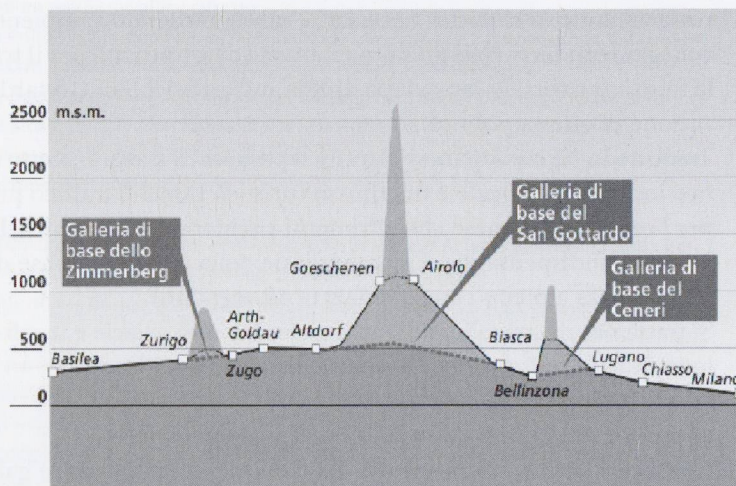 2500 m.s.m.
2000
1500
1000
500
0
Galleria di
base dello
Zimmerberg
Galleria di
base del
San Gottardo
Galleria di
base del
Ceneri
Basilea
Zurigo
Zugo
Arth-
Goldau
Altdorf
Goeschenen
Airolo
Biasca
Bellinzona
Lugano
Chiasso
Milano